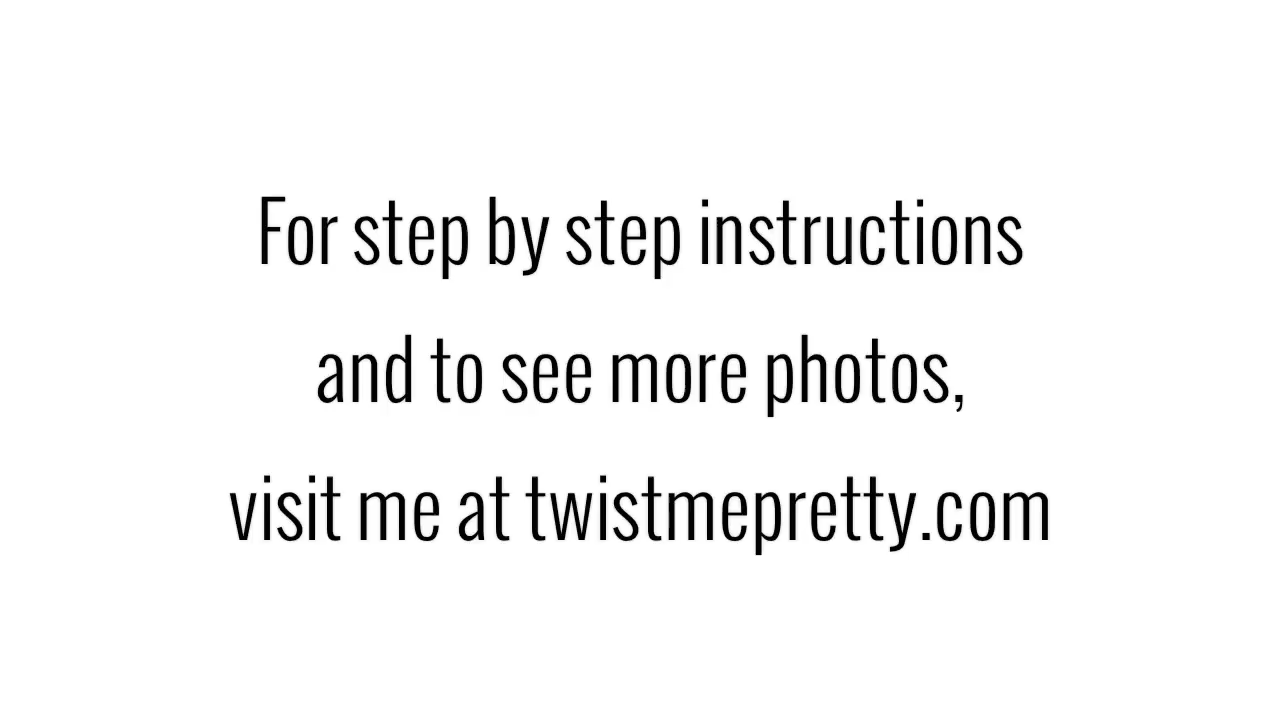 For step by step instructions
and to see more photos,
visit me at twistmepretty.com